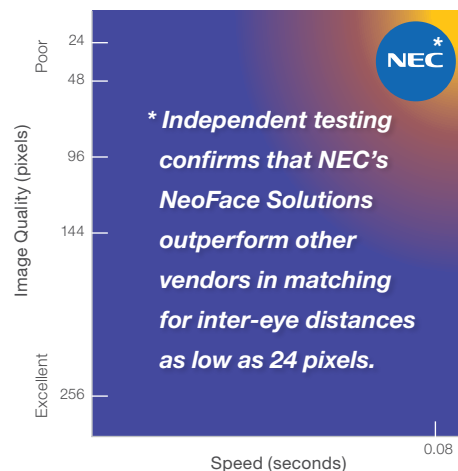 Poor
24
48
96
144
256
Excellent
Image Quality (pixels)
NEC*
* Independent testing
confirms that NEC’s
NeoFace Solutions
outperform other
vendors in matching
for inter-eye distances
as low as 24 pixels.
0.08
Speed (seconds)